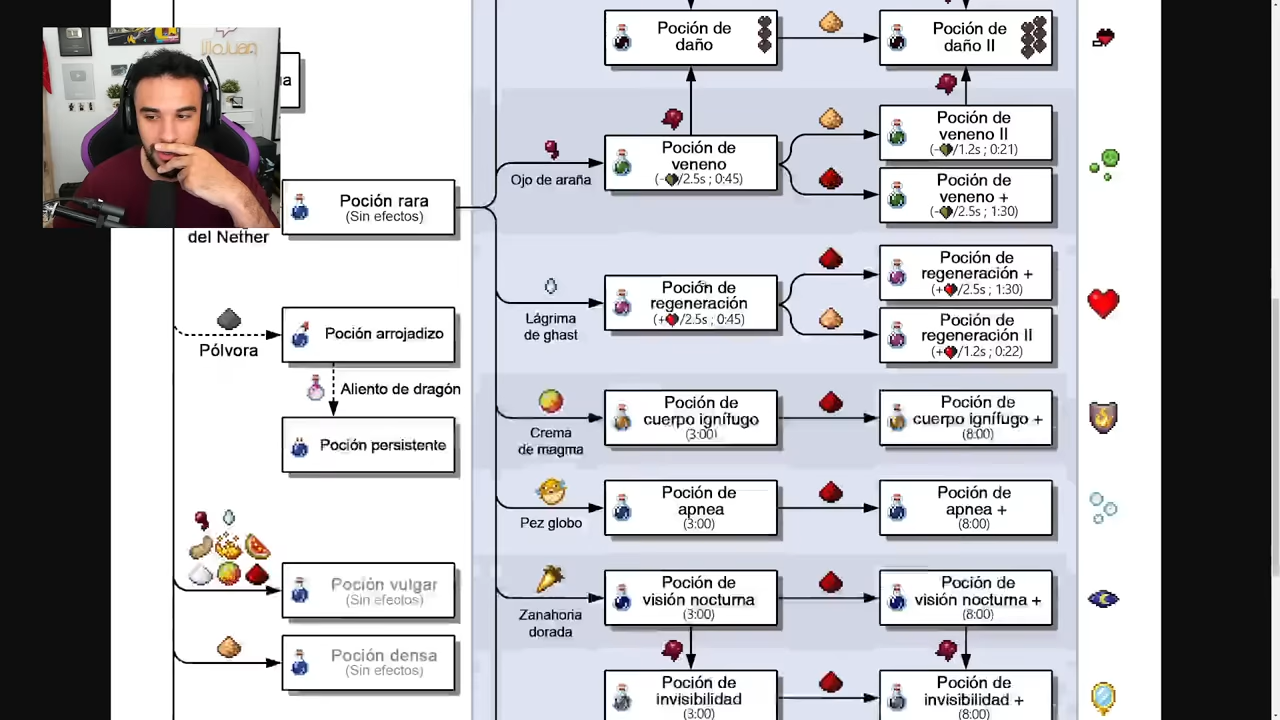 liloJuan
a
Poción de
daño
Poción de
daño II
Poción de
veneno II
(-/1.2s ; 0:21)
Ojo de araña
Poción de
veneno
(-/2.5s ; 0:45)
Poción de
veneno +
(-/2.5s ; 1:30)
Poción rara
(Sin efectos)
del Nether
Lágrima
de ghast
Poción de
regeneración
(+/2.5s ; 0:45)
Poción de
regeneración +
(+/2.5s ; 1:30)
Poción de
regeneración II
(+/1.2s ; 0:22)
Pólvora
Poción arrojadizo
Aliento de dragón
Poción persistente
Crema
de magma
Poción de
cuerpo ignífugo
(3:00)
Poción de
cuerpo ignífugo +
(8:00)
Pez globo
Poción de
apnea
(3:00)
Poción de
apnea +
(8:00)
Poción vulgar
(Sin efectos)
Zanahoria
dorada
Poción de
visión nocturna
(3:00)
Poción de
visión nocturna +
(8:00)
Poción densa
(Sin efectos)
Poción de
invisibilidad
(3:00)
Poción de
invisibilidad +
(8:00)